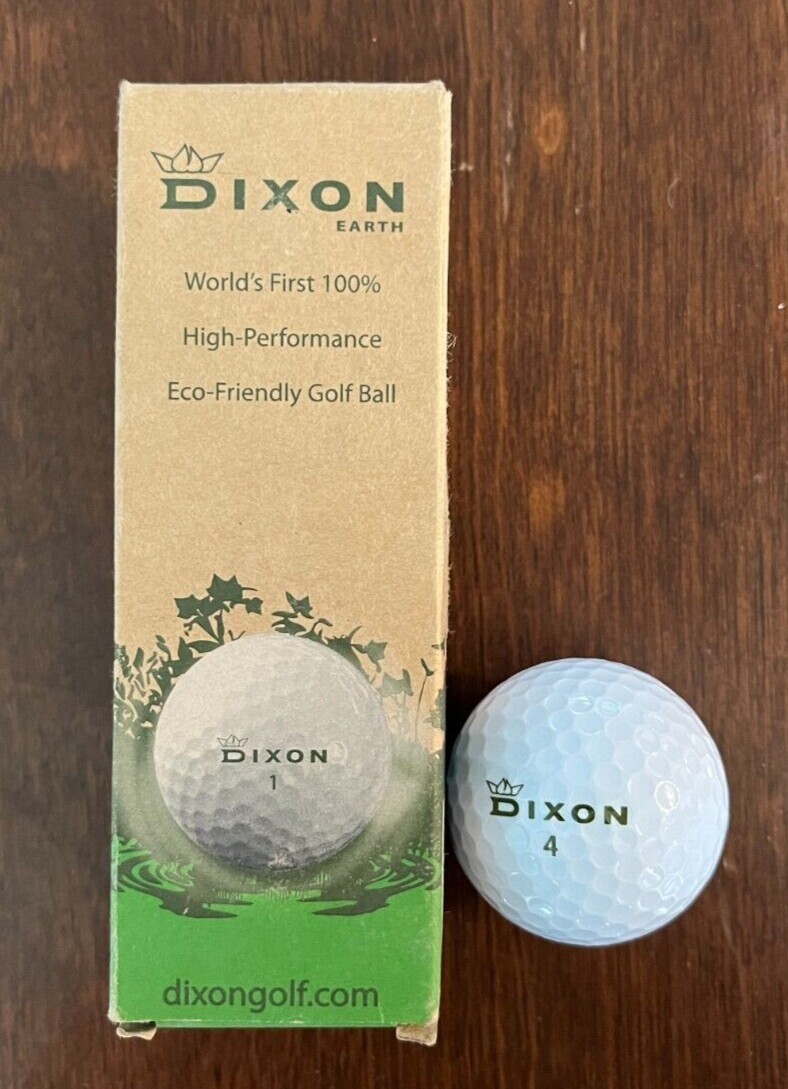 DIXON
EARTH
World's First 100%
High-Performance
Eco-Friendly Golf Ball
DIXON
1
dixongolf.com
DIXON
4